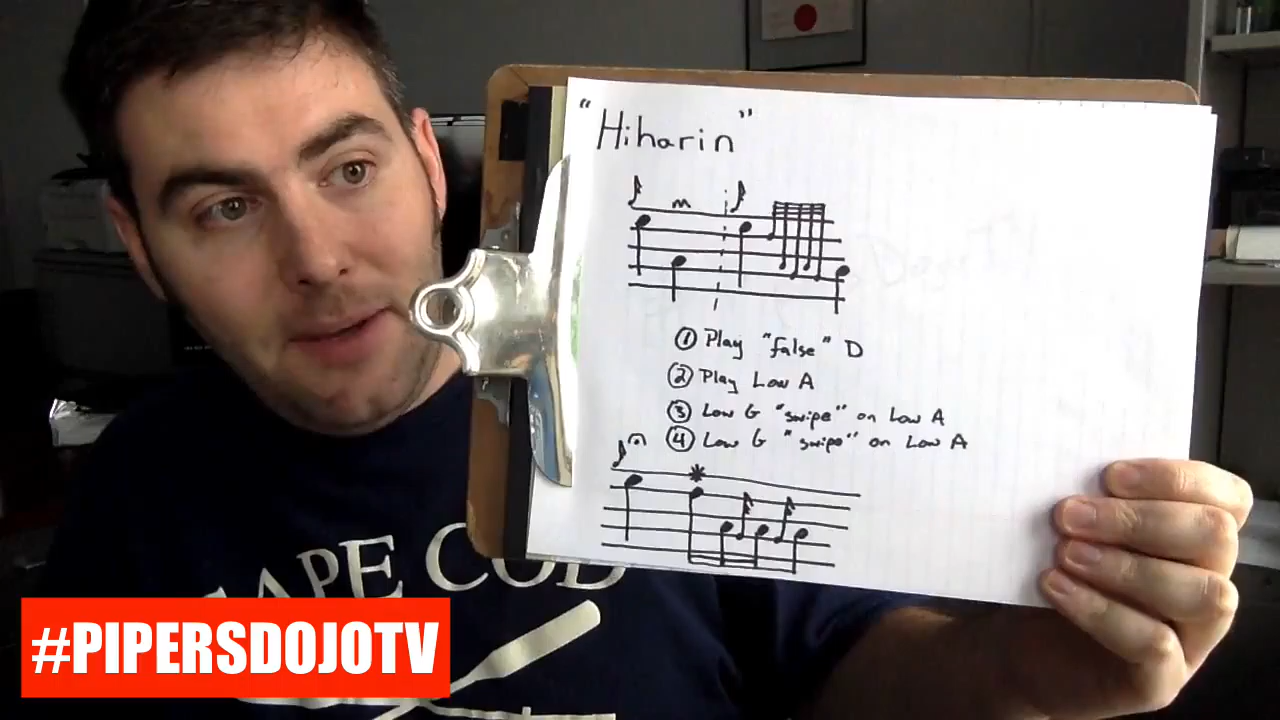 "Hiharin"
① Play "false" D
② Play Low A
③ Low G "swipe" on Low A
④ Low G "swipe" on Low A
CAPE COD
#PIPERSDOJOTV